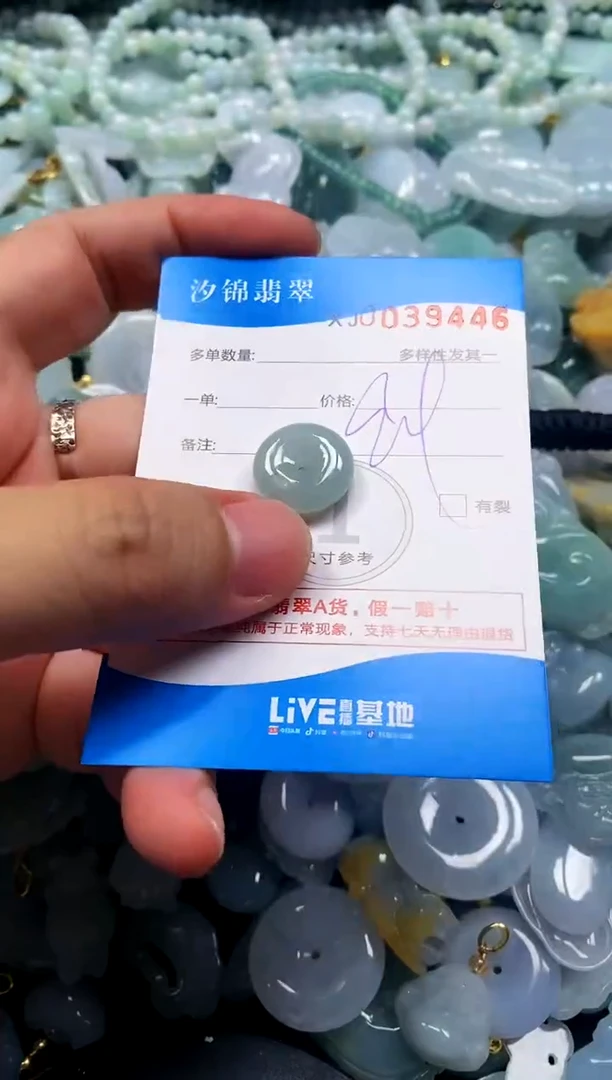 汐锦翡翠
XJ0039446
多单数量: 多样性发其一
一单: 价格:
备注:
有裂
尺寸参考
翡翠A货。假一赔十
属于正常现象，支持七天无理由退货
LiVE直播基地